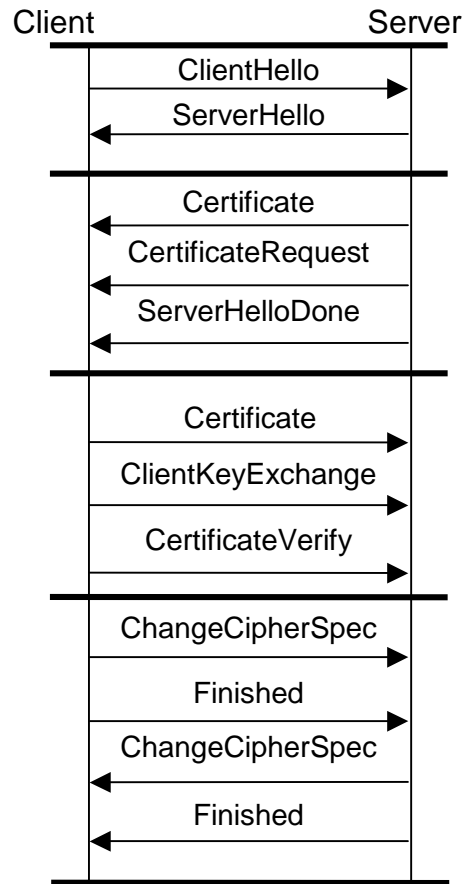 Client Server
ClientHello
ServerHello
Certificate
CertificateRequest
ServerHelloDone
Certificate
ClientKeyExchange
CertificateVerify
ChangeCipherSpec
Finished
ChangeCipherSpec
Finished